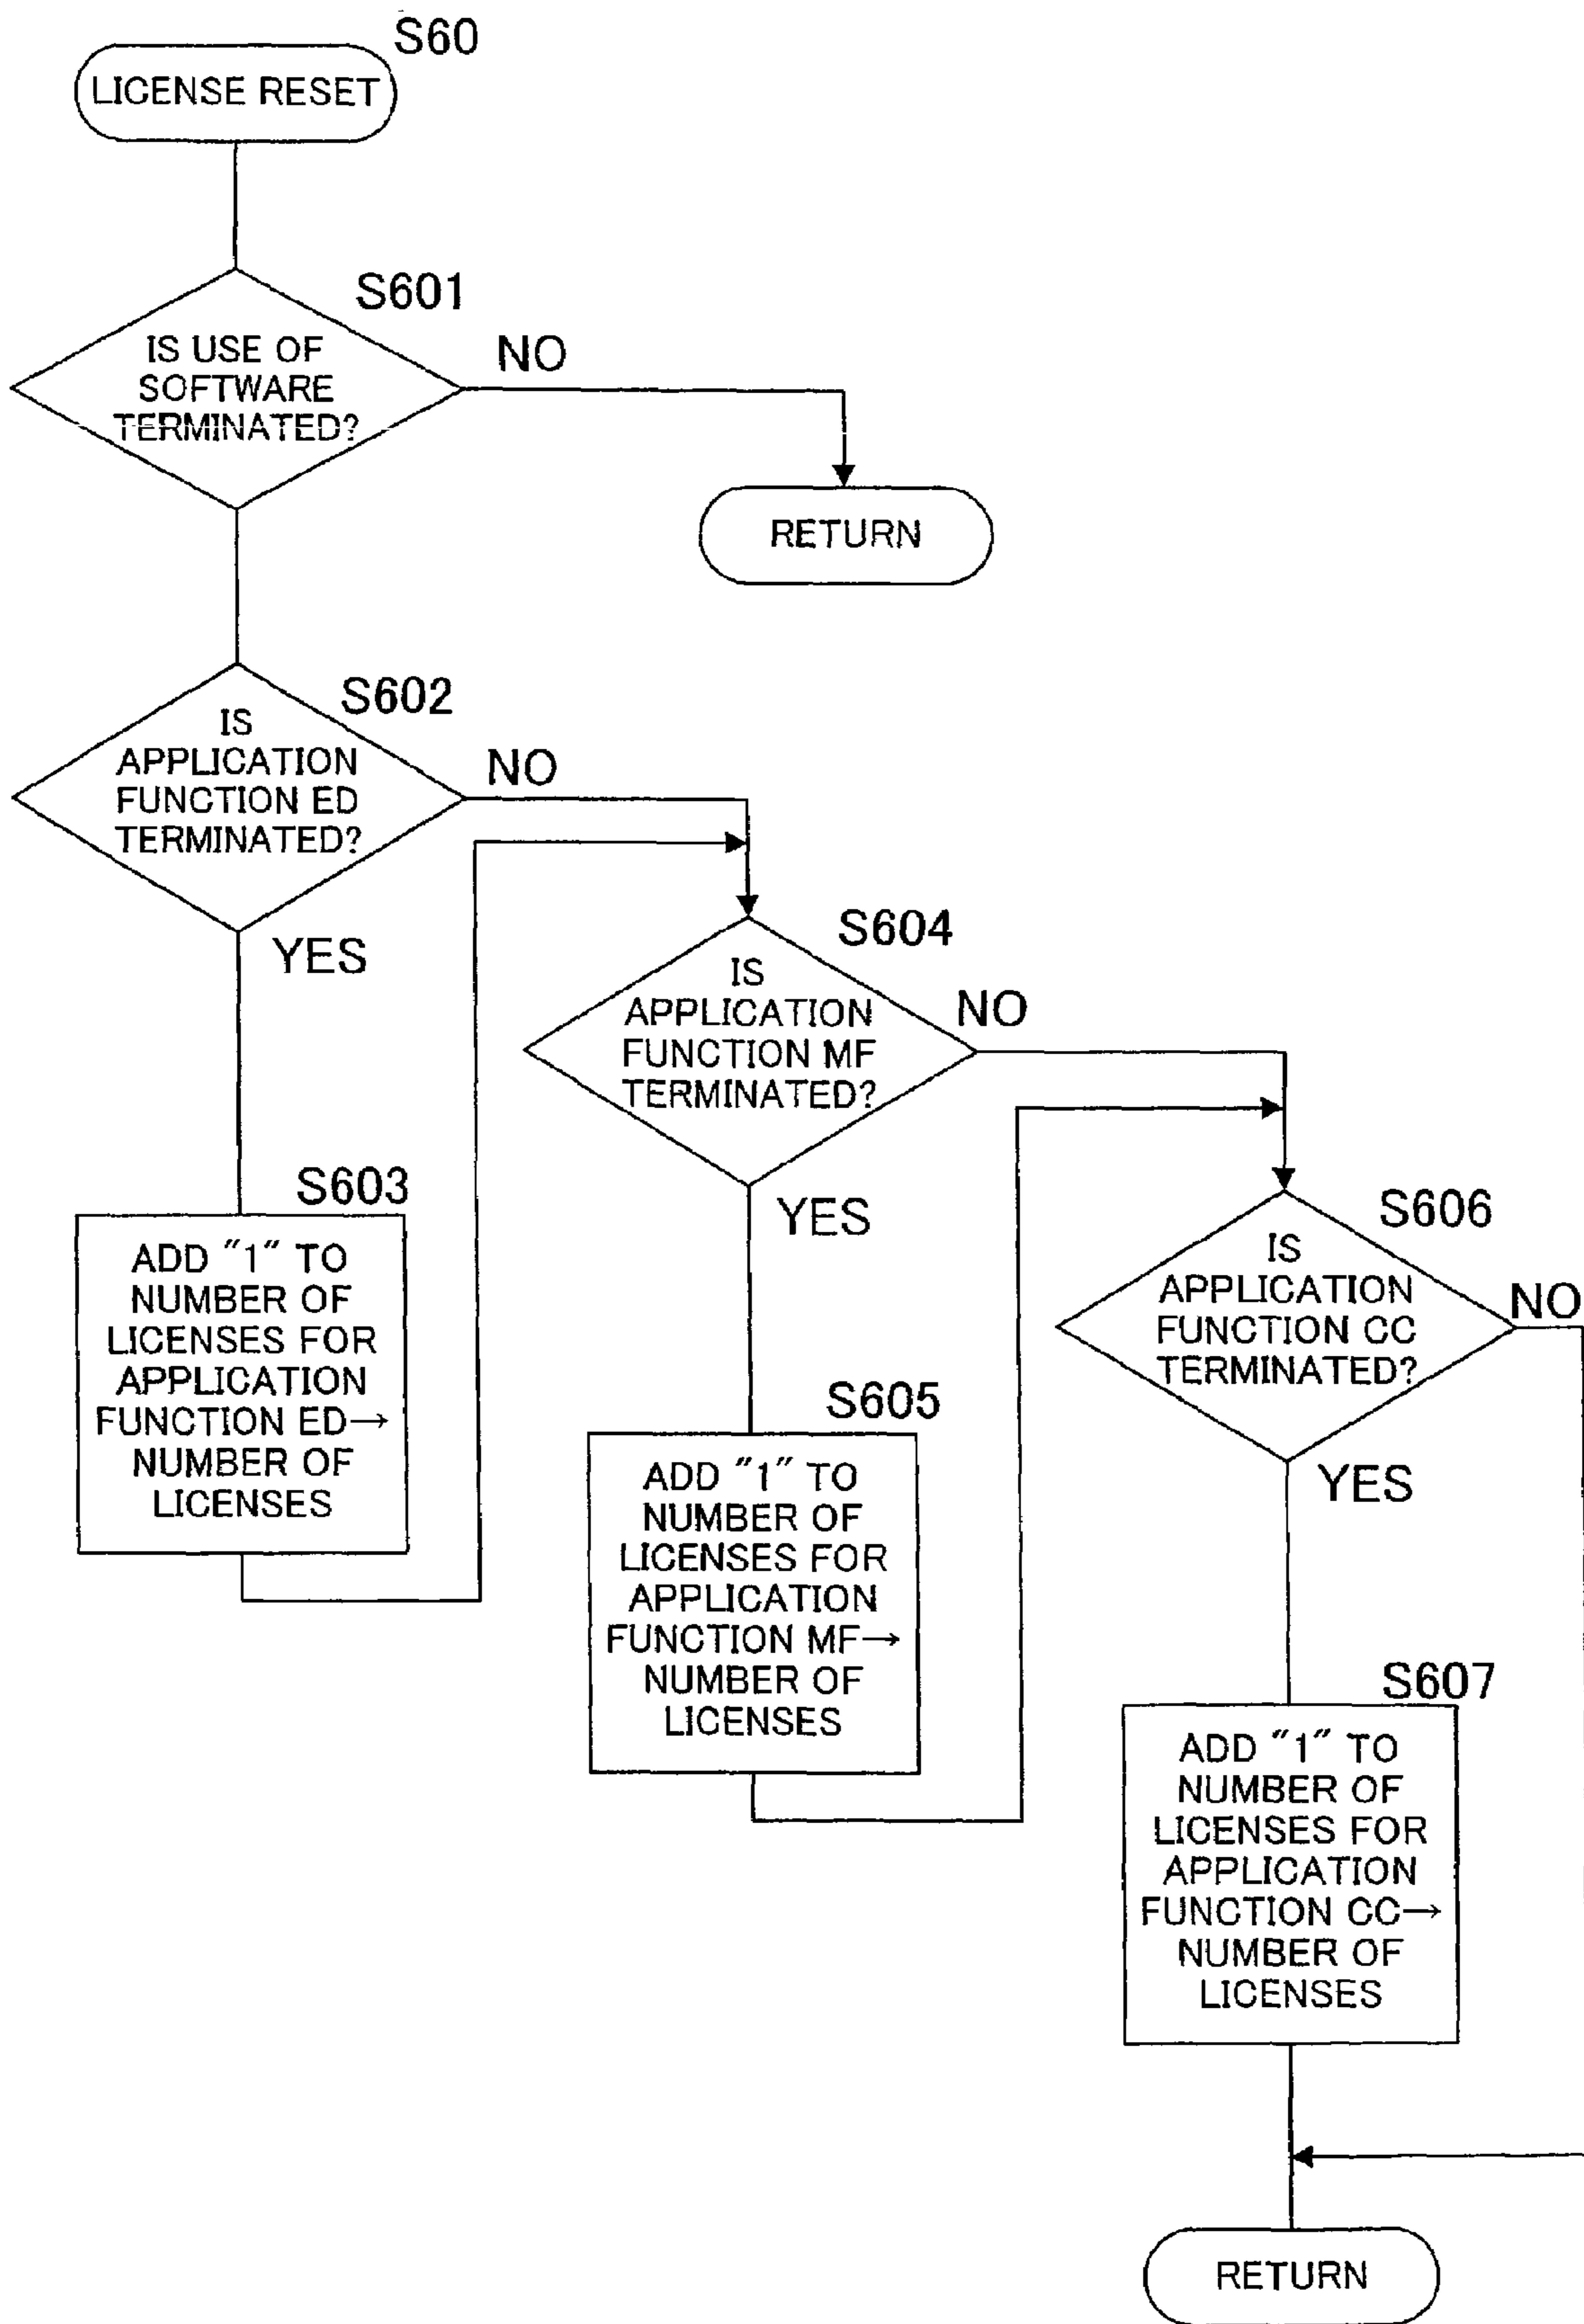 S60
LICENSE RESET
S601
IS USE OF
SOFTWARE
TERMINATED?
NO
RETURN
S602
IS
APPLICATION
FUNCTION ED
TERMINATED?
NO
YES
S603
ADD "1" TO
NUMBER OF
LICENSES FOR
APPLICATION
FUNCTION ED→
NUMBER OF
LICENSES
S604
IS
APPLICATION
FUNCTION MF
TERMINATED?
NO
YES
S605
ADD "1" TO
NUMBER OF
LICENSES FOR
APPLICATION
FUNCTION MF→
NUMBER OF
LICENSES
S606
IS
APPLICATION
FUNCTION CC
TERMINATED?
NO
YES
S607
ADD "1" TO
NUMBER OF
LICENSES FOR
APPLICATION
FUNCTION CC→
NUMBER OF
LICENSES
RETURN